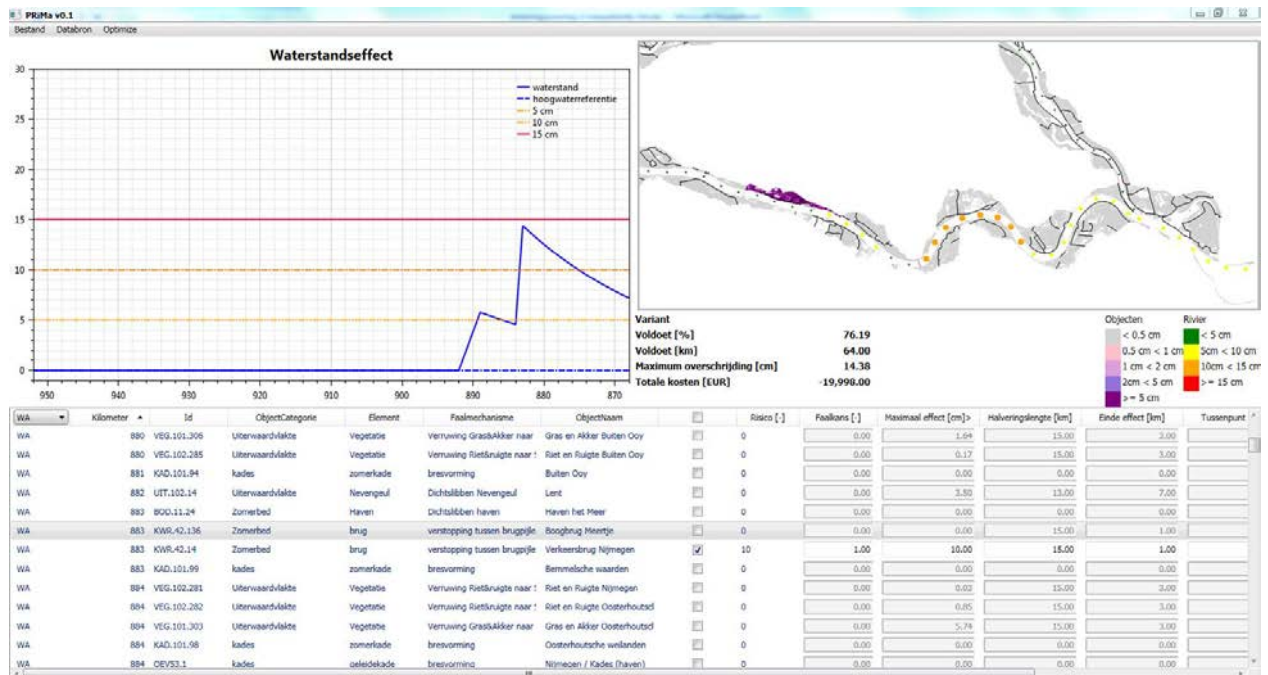 PRiMa v0.1
Bestand Databron Optimize
Waterstandseffect
30
25
20
15
10
5
0
waterstand
hoogwaterreferentie
5 cm
10 cm
15 cm
950 940 930 920 910 900 890 880 870
Variant
Voldoet [%] 76.19
Voldoet [km] 64.00
Maximum overschrijding [cm] 14.38
Totale kosten [EUR] -19,998.00
Objecten Rivier
< 0.5 cm < 5 cm
0.5 cm < 1 cm 5cm < 10 cm
1 cm < 2 cm 10cm < 15 cm
2cm < 5 cm >= 15 cm
>= 5 cm
WA Kilometer Id ObjectCategorie Element Faalmechanisme ObjectNaam Risico [-] Faalkans [-] Maximaal effect [cm]> Halveringslengte [km] Einde effect [km] Tussenpunt
WA 880 VEG.101.306 Uiterwaardvlakte Vegetatie Verruwing Gras&Akker naar Gras en Akker Buiten Ooy 0 0.00 1.64 15.00 3.00
WA 880 VEG.102.285 Uiterwaardvlakte Vegetatie Verruwing Riet&ruigte naar Riet en Ruigte Buiten Ooy 0 0.00 0.17 15.00 3.00
WA 881 KAD.101.94 kades zomerkade bresvorming Buiten Ooy 0 0.00 0.00 0.00 0.00
WA 882 UIT.102.14 Uiterwaardvlakte Nevengeul Dichtslibben Nevengeul Lent 0 0.00 3.50 13.00 7.00
WA 883 BOD.11.24 Zomerbed Haven Dichtslibben haven Haven het Meer 0 0.00 0.00 0.00 0.00
WA 883 KWR.42.136 Zomerbed brug verstopping tussen brugpijle Boogbrug Meertje 0 0.00 0.00 15.00 1.00
WA 883 KWR.42.14 Zomerbed brug verstopping tussen brugpijle Verkeersbrug Nijmegen 10 1.00 10.00 15.00 1.00
WA 883 KAD.101.99 kades zomerkade bresvorming Bemmelsche waarden 0 0.00 0.00 0.00 0.00
WA 884 VEG.102.281 Uiterwaardvlakte Vegetatie Verruwing Riet&ruigte naar Riet en Ruigte Nijmegen 0 0.00 0.02 15.00 3.00
WA 884 VEG.102.282 Uiterwaardvlakte Vegetatie Verruwing Riet&ruigte naar Riet en Ruigte Oosterhoutsd 0 0.00 0.85 15.00 3.00
WA 884 VEG.101.303 Uiterwaardvlakte Vegetatie Verruwing Gras&Akker naar Gras en Akker Oosterhoutsd 0 0.00 5.74 15.00 3.00
WA 884 KAD.101.98 kades zomerkade bresvorming Oosterhoutsche weilanden 0 0.00 0.00 0.00 0.00
WA 884 OEVS3.1 kades geleidekade bresvorming Nijmegen / Kades (haven) 0 0.00 0.00 0.00 0.00